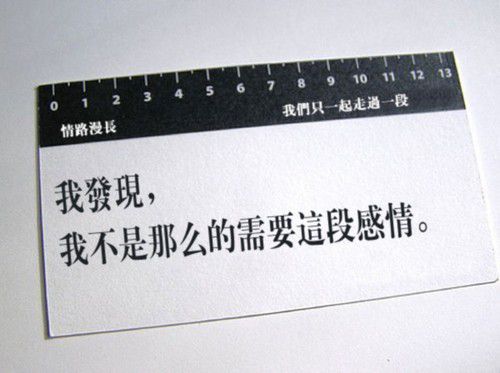 0 1 2 3 4 5 6 7 8 9 10 11 12 13
情路漫長 我們只一起走過一段
我發現，
我不是那么的需要這段感情。